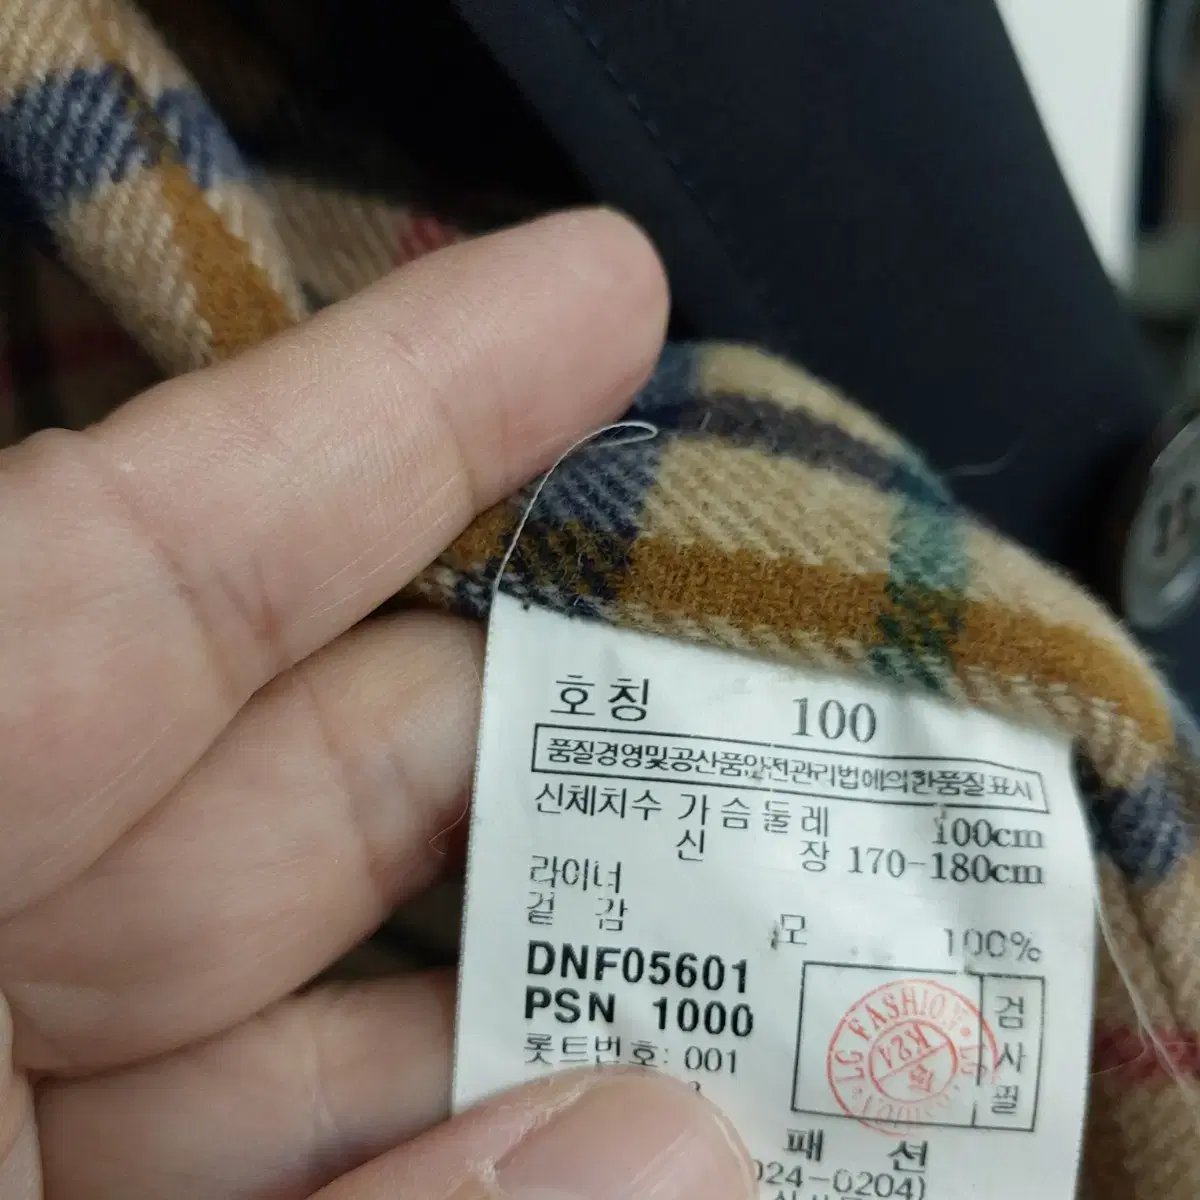 호칭 100
품질경영및공산품안전관리법에의한품질표시
신체치수 가슴둘레 100cm
신 장 170-180cm
라이너
겉 감 모 100%
DNF05601
PSN 1000
롯트번호: 001
검
사
필
LG FASHION
K24
패 션
024-0204)